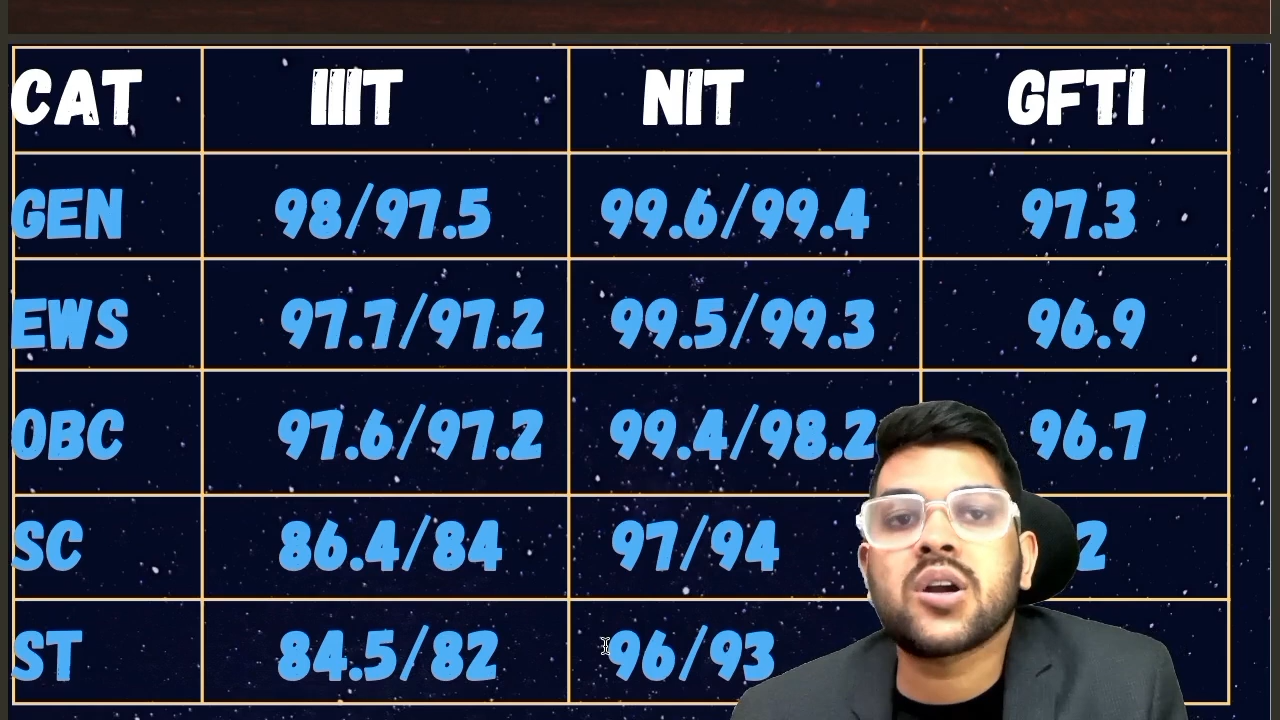 CAT IIIT NIT GFTI
GEN 98/97.5 99.6/99.4 97.3
EWS 97.7/97.2 99.5/99.3 96.9
OBC 97.6/97.2 99.4/98.2 96.7
SC 86.4/84 97/94
ST 84.5/82 96/93